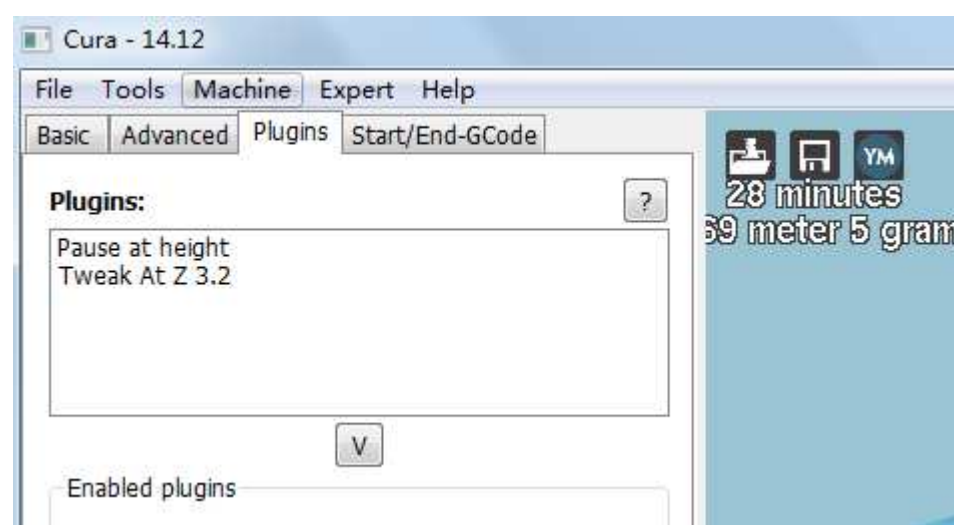 Cura - 14.12
File Tools Machine Expert Help
Basic Advanced Plugins Start/End-GCode
Plugins:
?
Pause at height
Tweak At Z 3.2
V
Enabled plugins
YM
28 minutes
69 meter 5 gram